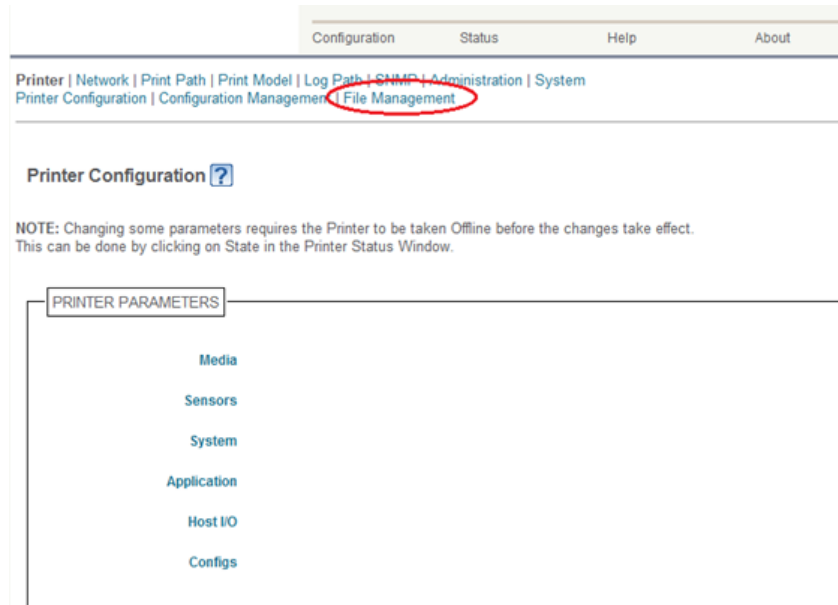 Configuration Status Help About
Printer | Network | Print Path | Print Model | Log Path | SNMP | Administration | System
Printer Configuration | Configuration Management | File Management
Printer Configuration ?
NOTE: Changing some parameters requires the Printer to be taken Offline before the changes take effect.
This can be done by clicking on State in the Printer Status Window.
PRINTER PARAMETERS
Media
Sensors
System
Application
Host I/O
Configs